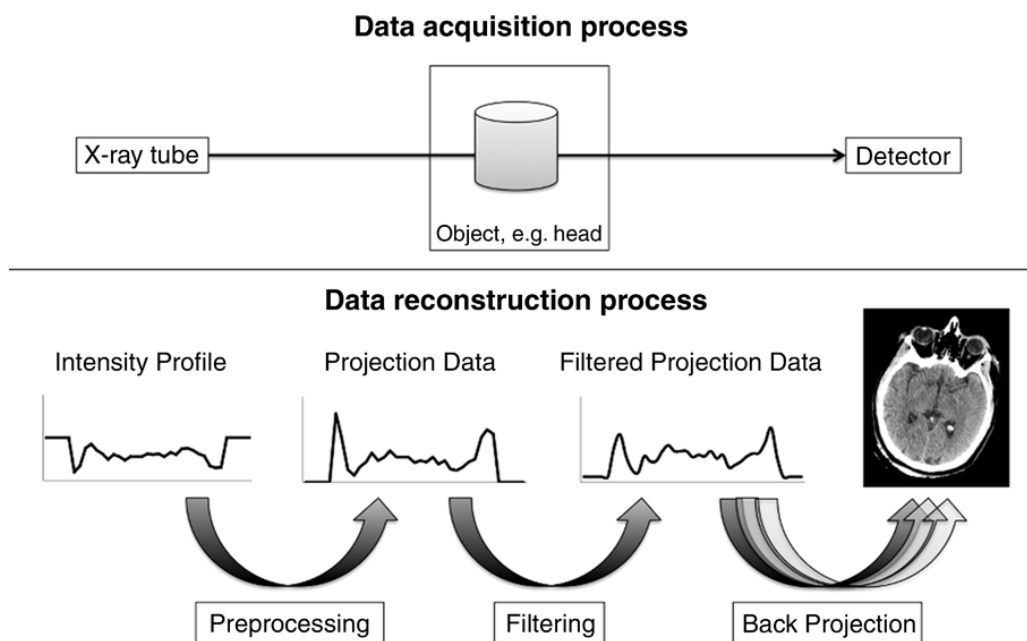 Data acquisition process
X-ray tube
Detector
Object, e.g. head
Data reconstruction process
Intensity Profile
Projection Data
Filtered Projection Data
Preprocessing
Filtering
Back Projection